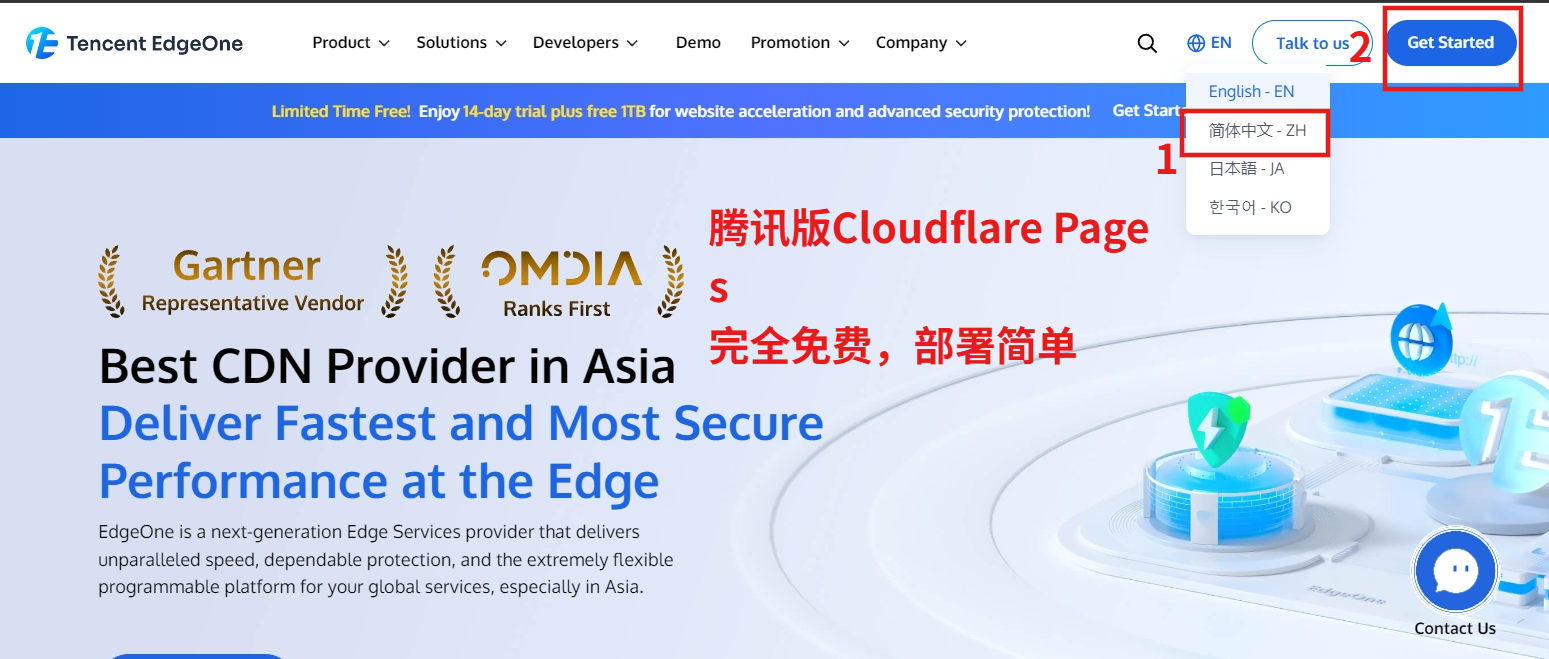 Tencent EdgeOne
Product
Solutions
Developers
Demo
Promotion
Company
EN
Talk to us
2
Get Started
Limited Time Free! Enjoy 14-day trial plus free 1TB for website acceleration and advanced security protection!
Get Start
English - EN
简体中文 - ZH
1
日本語 - JA
한국어 - KO
腾讯版Cloudflare Page
s
完全免费，部署简单
Gartner
Representative Vendor
OMDIA
Ranks First
Best CDN Provider in Asia
Deliver Fastest and Most Secure
Performance at the Edge
EdgeOne is a next-generation Edge Services provider that delivers
unparalleled speed, dependable protection, and the extremely flexible
programmable platform for your global services, especially in Asia.
EdgeOne
Contact Us